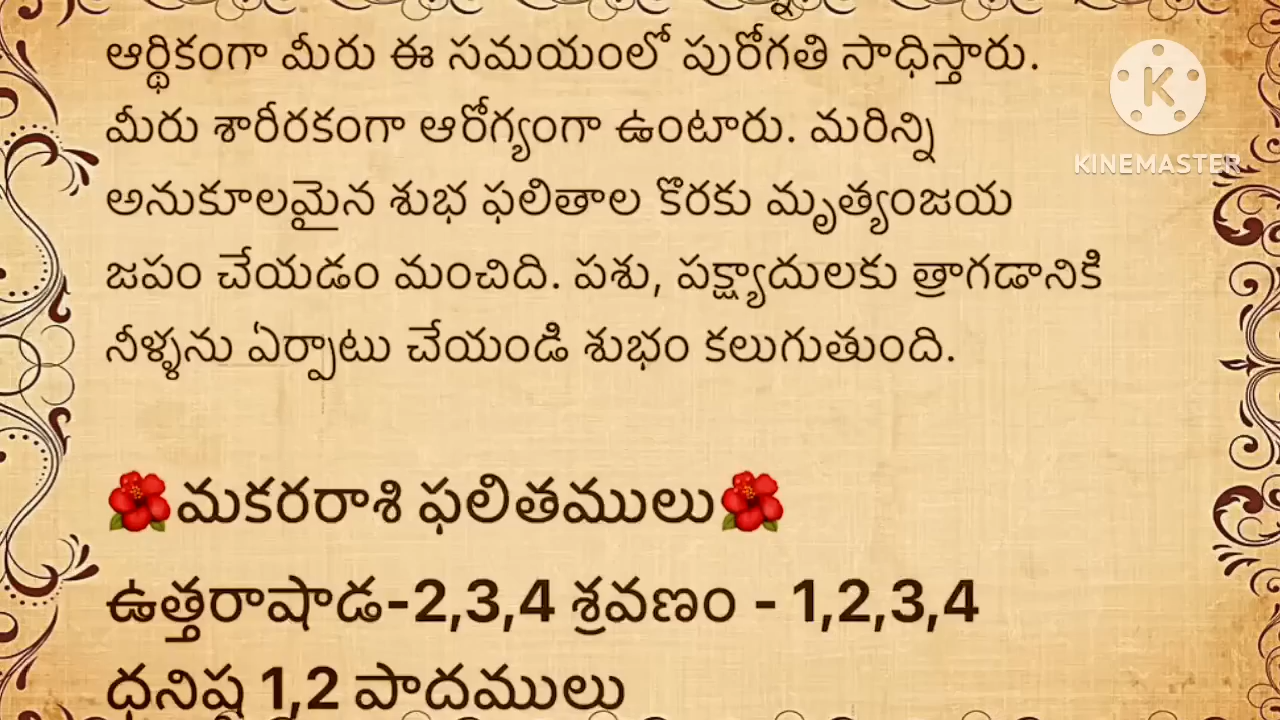 ఆర్థికంగా మీరు ఈ సమయంలో పురోగతి సాధిస్తారు.
మీరు శారీరకంగా ఆరోగ్యంగా ఉంటారు. మరిన్ని
అనుకూలమైన శుభ ఫలితాల కొరకు మృత్యంజయ
జపం చేయడం మంచిది. పశు, పక్ష్యాదులకు త్రాగడానికి
నీళ్ళను ఏర్పాటు చేయండి శుభం కలుగుతుంది.
🌺మకరరాశి ఫలితములు🌺
ఉత్తరాషాడ-2,3,4 శ్రవణం - 1,2,3,4
ధనిష్ఠ 1,2 పాదములు
K
KINEMASTER